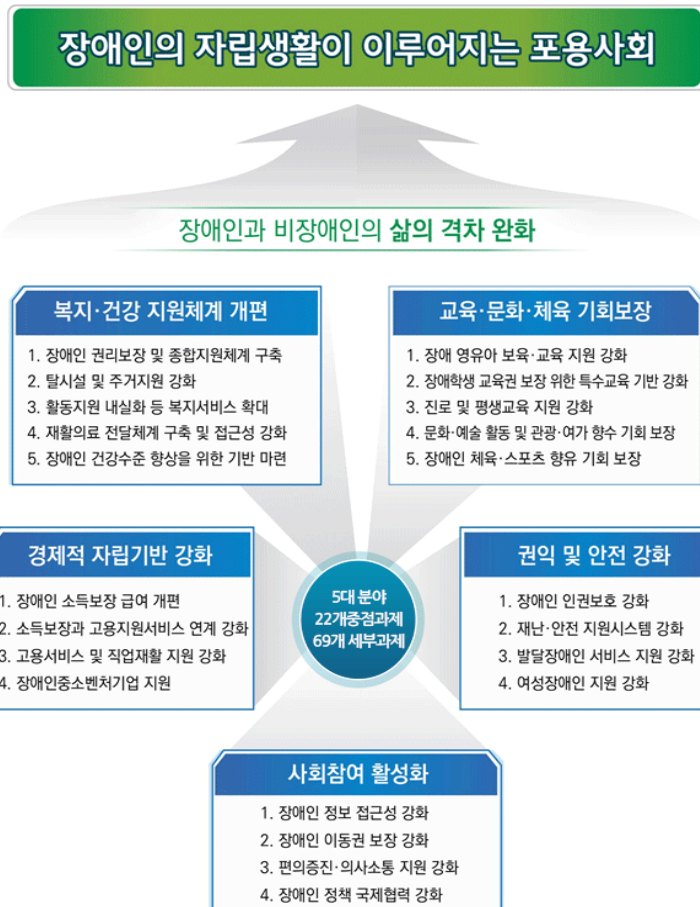 장애인의 자립생활이 이루어지는 포용사회
장애인과 비장애인의 삶의 격차 완화
복지·건강 지원체계 개편
1. 장애인 권리보장 및 종합지원체계 구축
2. 탈시설 및 주거지원 강화
3. 활동지원 내실화 등 복지서비스 확대
4. 재활의료 전달체계 구축 및 접근성 강화
5. 장애인 건강수준 향상을 위한 기반 마련
교육·문화·체육 기회보장
1. 장애 영유아 보육·교육 지원 강화
2. 장애학생 교육권 보장 위한 특수교육 기반 강화
3. 진로 및 평생교육 지원 강화
4. 문화·예술 활동 및 관광·여가 향수 기회 보장
5. 장애인 체육·스포츠 향유 기회 보장
경제적 자립기반 강화
1. 장애인 소득보장 급여 개편
2. 소득보장과 고용지원서비스 연계 강화
3. 고용서비스 및 직업재활 지원 강화
4. 장애인중소벤처기업 지원
5대 분야
22개중점과제
69개 세부과제
권익 및 안전 강화
1. 장애인 인권보호 강화
2. 재난·안전 지원시스템 강화
3. 발달장애인 서비스 지원 강화
4. 여성장애인 지원 강화
사회참여 활성화
1. 장애인 정보 접근성 강화
2. 장애인 이동권 보장 강화
3. 편의증진·의사소통 지원 강화
4. 장애인 정책 국제협력 강화